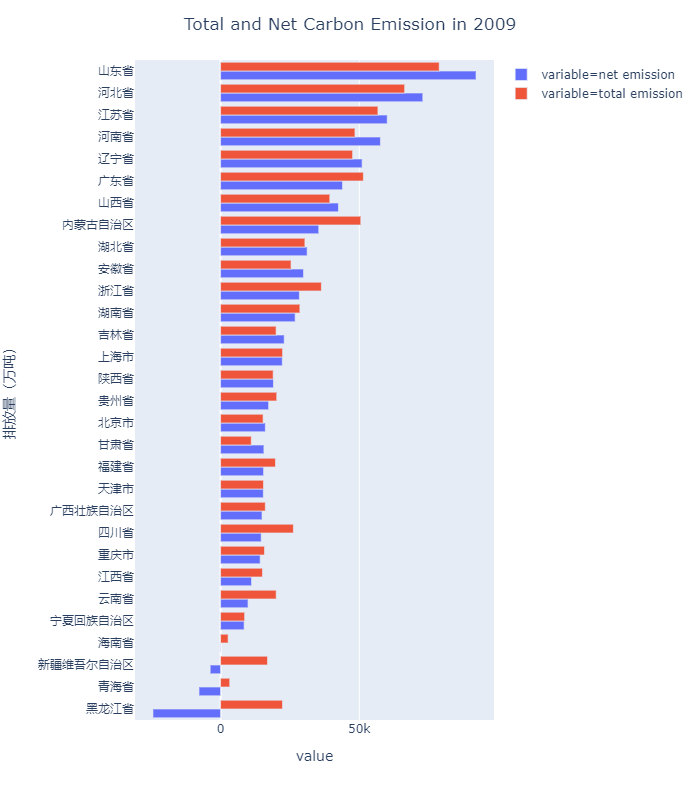 Total and Net Carbon Emission in 2009
variable=net emission
variable=total emission
山东省
河北省
江苏省
河南省
辽宁省
广东省
山西省
内蒙古自治区
湖北省
安徽省
浙江省
湖南省
吉林省
上海市
陕西省
贵州省
北京市
甘肃省
福建省
天津市
广西壮族自治区
四川省
重庆市
江西省
云南省
宁夏回族自治区
海南省
新疆维吾尔自治区
青海省
黑龙江省
排放量（万吨）
0 50k
value